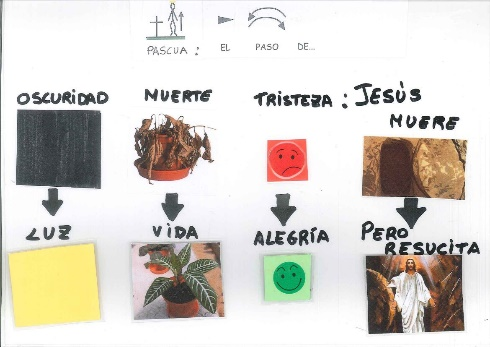 PASCUA: EL PASO DE...
OSCURIDAD MUERTE TRISTEZA: JESÚS
MUERE
LUZ VIDA ALEGRÍA PERO
RESUCITA